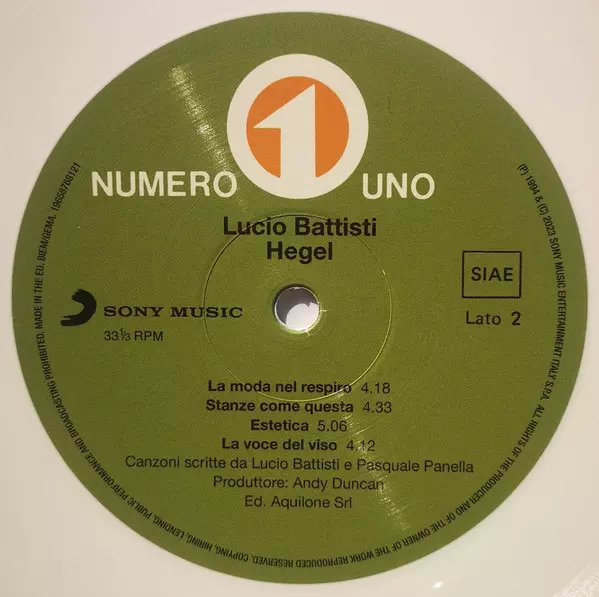 1
NUMERO UNO
Lucio Battisti
Hegel
SONY MUSIC
33⅓ RPM
SIAE
Lato 2
La moda nel respiro 4.18
Stanze come questa 4.33
Estetica 5.06
La voce del viso 4.12
Canzoni scritte da Lucio Battisti e Pasquale Panella
Produttore: Andy Duncan
Ed. Aquilone Srl
(P) 1994 & (C) 2023 SONY MUSIC ENTERTAINMENT ITALY S.P.A. ALL RIGHTS OF THE PRODUCER AND OF THE OWNER OF THE WORK REPRODUCED RESERVED. COPYING, HIRING, LENDING, PUBLIC PERFORMANCE AND BROADCASTING PROHIBITED. MADE IN THE EU. BIEM/GEMA. 19658768121